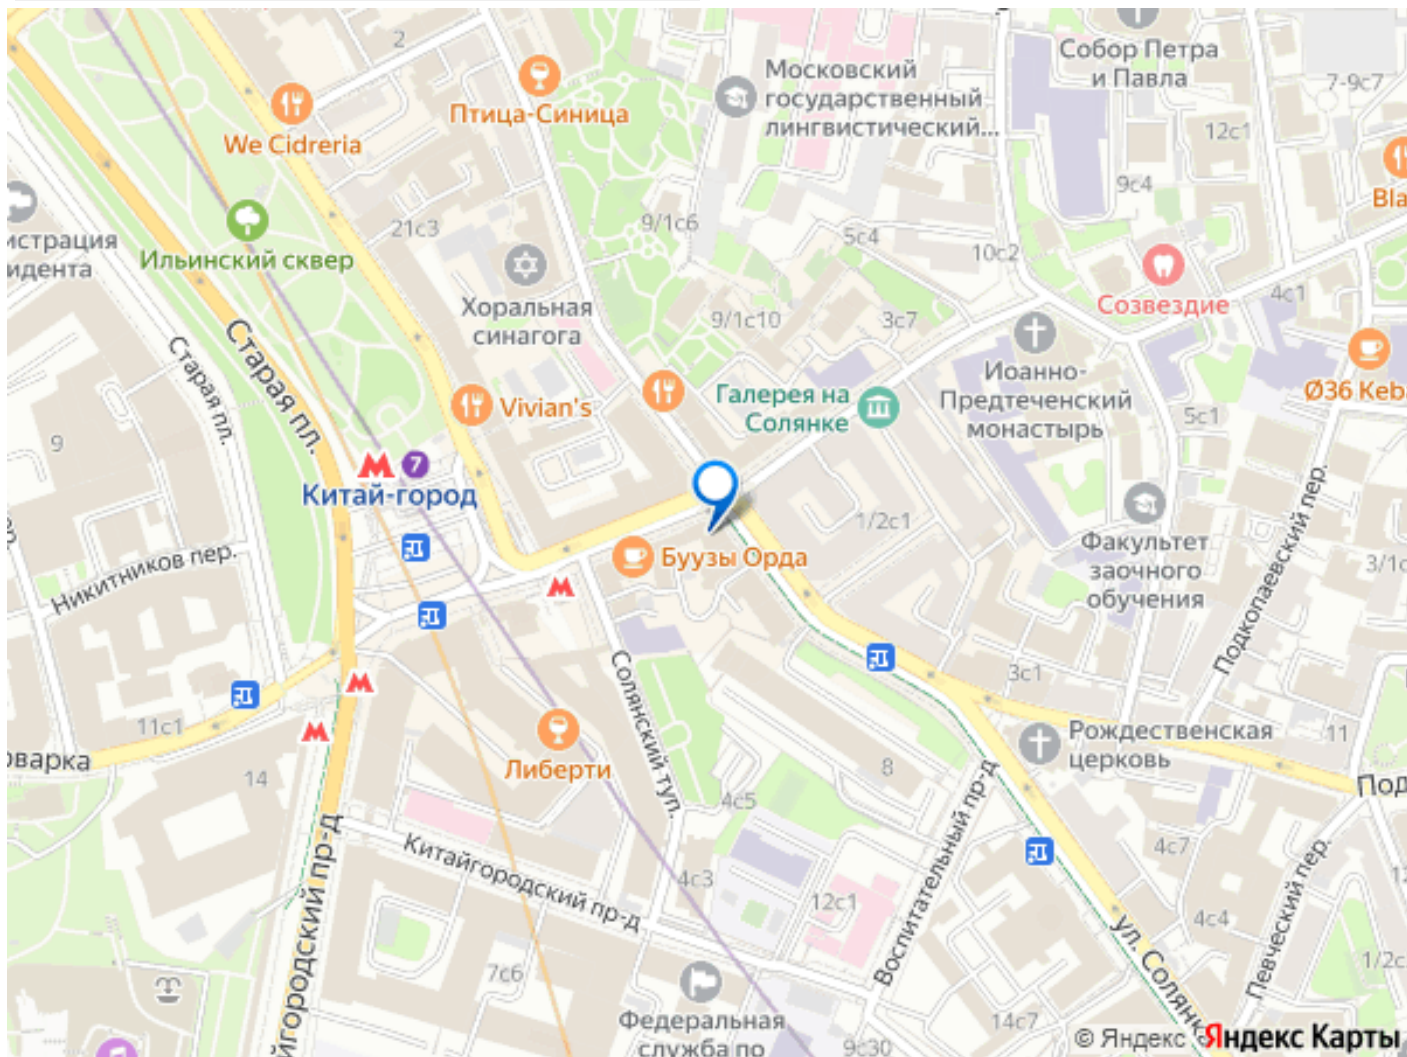 2
Собор Петра
и Павла
7-9с7
Московский
государственный
лингвистический...
Птица-Синица
We Cidreria
12с1
9с4
Bla
истрация
идента
21с3
9/1с6
5с4
10с2
Ильинский сквер
Хоральная
синагога
Созвездие
4с1
9/1с10
3с7
Старая пл.
Старая пл.
Иоанно-
Предтеченский
монастырь
Ø36 Keba
Галерея на
Солянке
Vivian's
5с1
9
7
Китай-город
1/2с1
Факультет
заочного
обучения
Подкопаевский пер.
3/1с
Буузы Орда
Никитников пер.
Солянский туп.
3с1
11с1
оварка
Рождественская
церковь
11
Под
14
Либерти
8
4с5
Воспитательный пр-д
Китайгородский пр-д
йгородский пр-д
4с7
4с3
12с1
4с4
Певческий пер.
12
ул. Солянка
1/2с
7с6
Федеральная
служба по
14с7
9с30
© Яндекс
Яндекс Карты